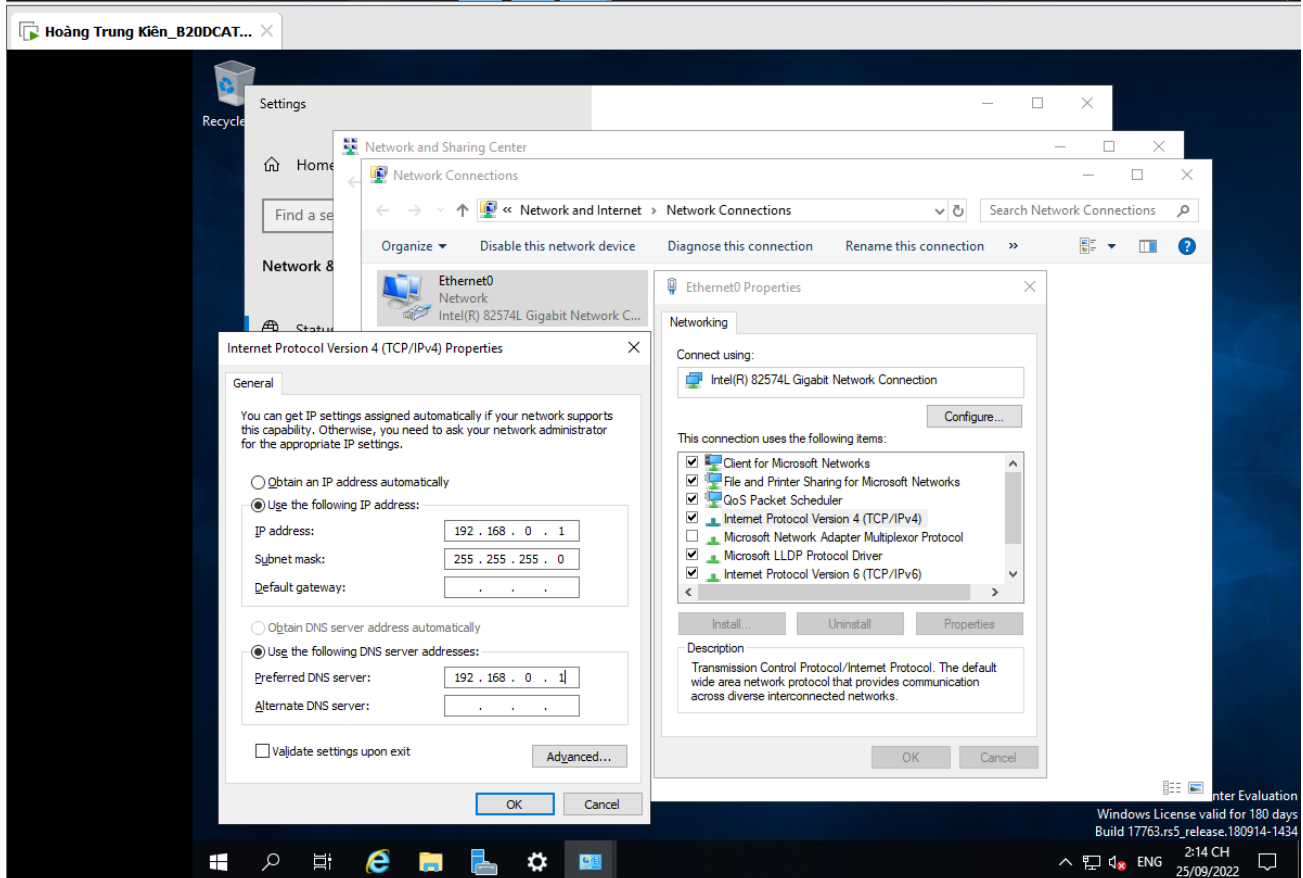 Hoàng Trung Kiên_B20DCAT...
Settings
Network and Sharing Center
Network Connections
Home
Find a se
« Network and Internet › Network Connections
Search Network Connections
Organize
Disable this network device
Diagnose this connection
Rename this connection
»
Network &
Ethernet0
Network
Intel(R) 82574L Gigabit Network C...
Internet Protocol Version 4 (TCP/IPv4) Properties
General
You can get IP settings assigned automatically if your network supports
this capability. Otherwise, you need to ask your network administrator
for the appropriate IP settings.
Obtain an IP address automatically
Use the following IP address:
IP address:
192 . 168 . 0 . 1
Subnet mask:
255 . 255 . 255 . 0
Default gateway:
. . .
Obtain DNS server address automatically
Use the following DNS server addresses:
Preferred DNS server:
192 . 168 . 0 . 1
Alternate DNS server:
. . .
Validate settings upon exit
Advanced...
OK
Cancel
Ethernet0 Properties
Networking
Connect using:
Intel(R) 82574L Gigabit Network Connection
Configure...
This connection uses the following items:
Client for Microsoft Networks
File and Printer Sharing for Microsoft Networks
QoS Packet Scheduler
Internet Protocol Version 4 (TCP/IPv4)
Microsoft Network Adapter Multiplexor Protocol
Microsoft LLDP Protocol Driver
Internet Protocol Version 6 (TCP/IPv6)
Install...
Uninstall
Properties
Description
Transmission Control Protocol/Internet Protocol. The default
wide area network protocol that provides communication
across diverse interconnected networks.
OK
Cancel
nter Evaluation
Windows License valid for 180 days
Build 17763.rs5_release.180914-1434
ENG
2:14 CH
25/09/2022